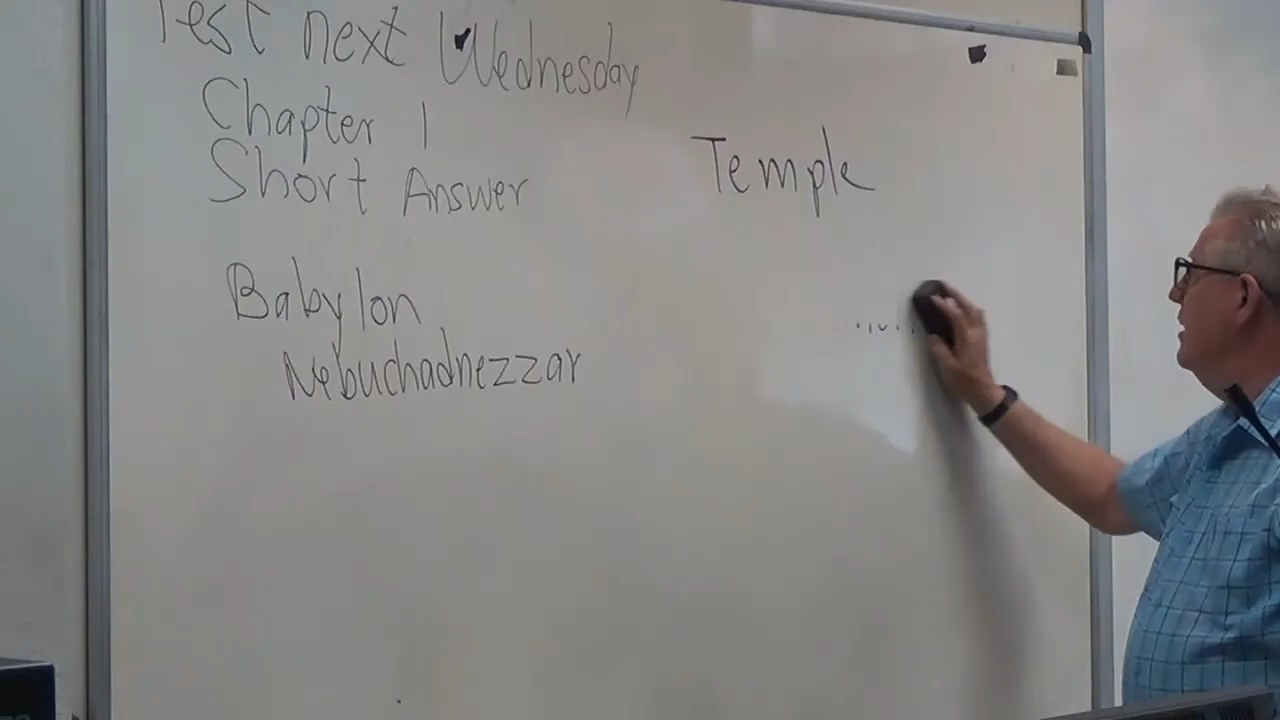 Test next Wednesday
Chapter 1
Short Answer
Temple
Babylon
Nebuchadnezzar